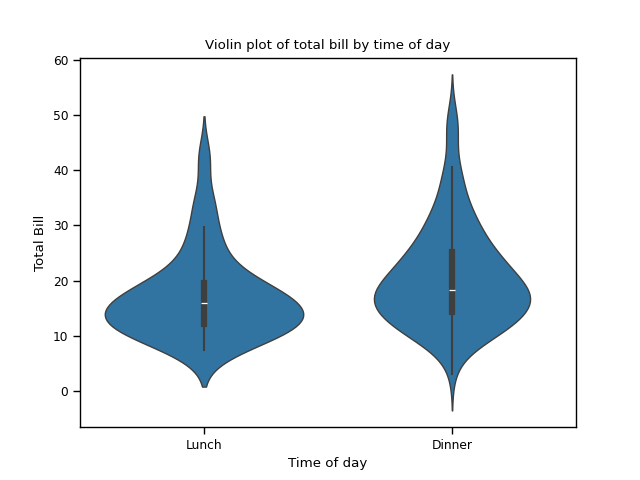 Violin plot of total bill by time of day
60
50
40
30
20
10
0
Total Bill
Lunch
Dinner
Time of day